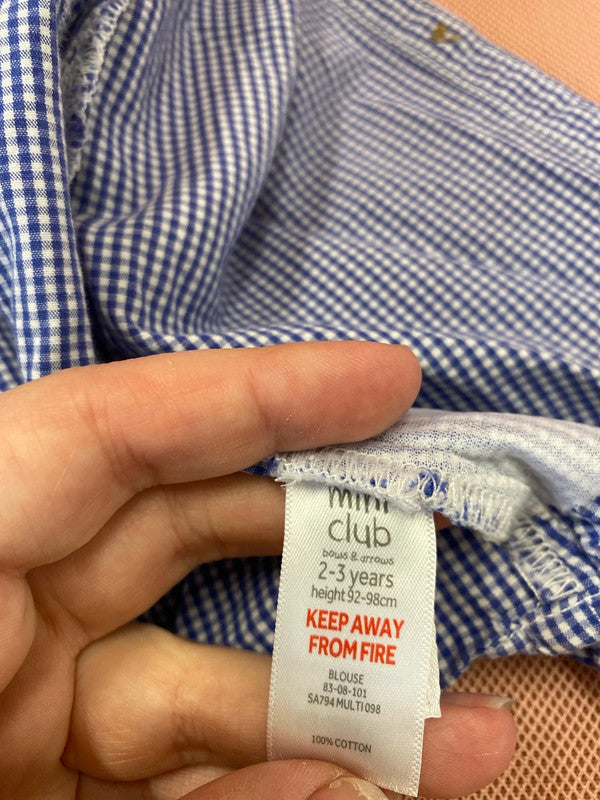 mini
club
bows & arrows
2-3 years
height 92-98cm
KEEP AWAY
FROM FIRE
BLOUSE
83-08-101
SA794 MULTI 098
100% COTTON